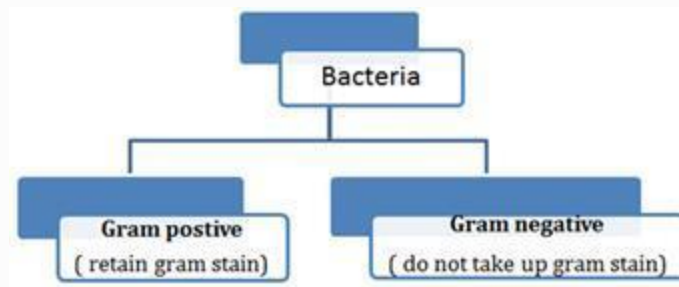 Bacteria
Gram postive
( retain gram stain)
Gram negative
( do not take up gram stain)